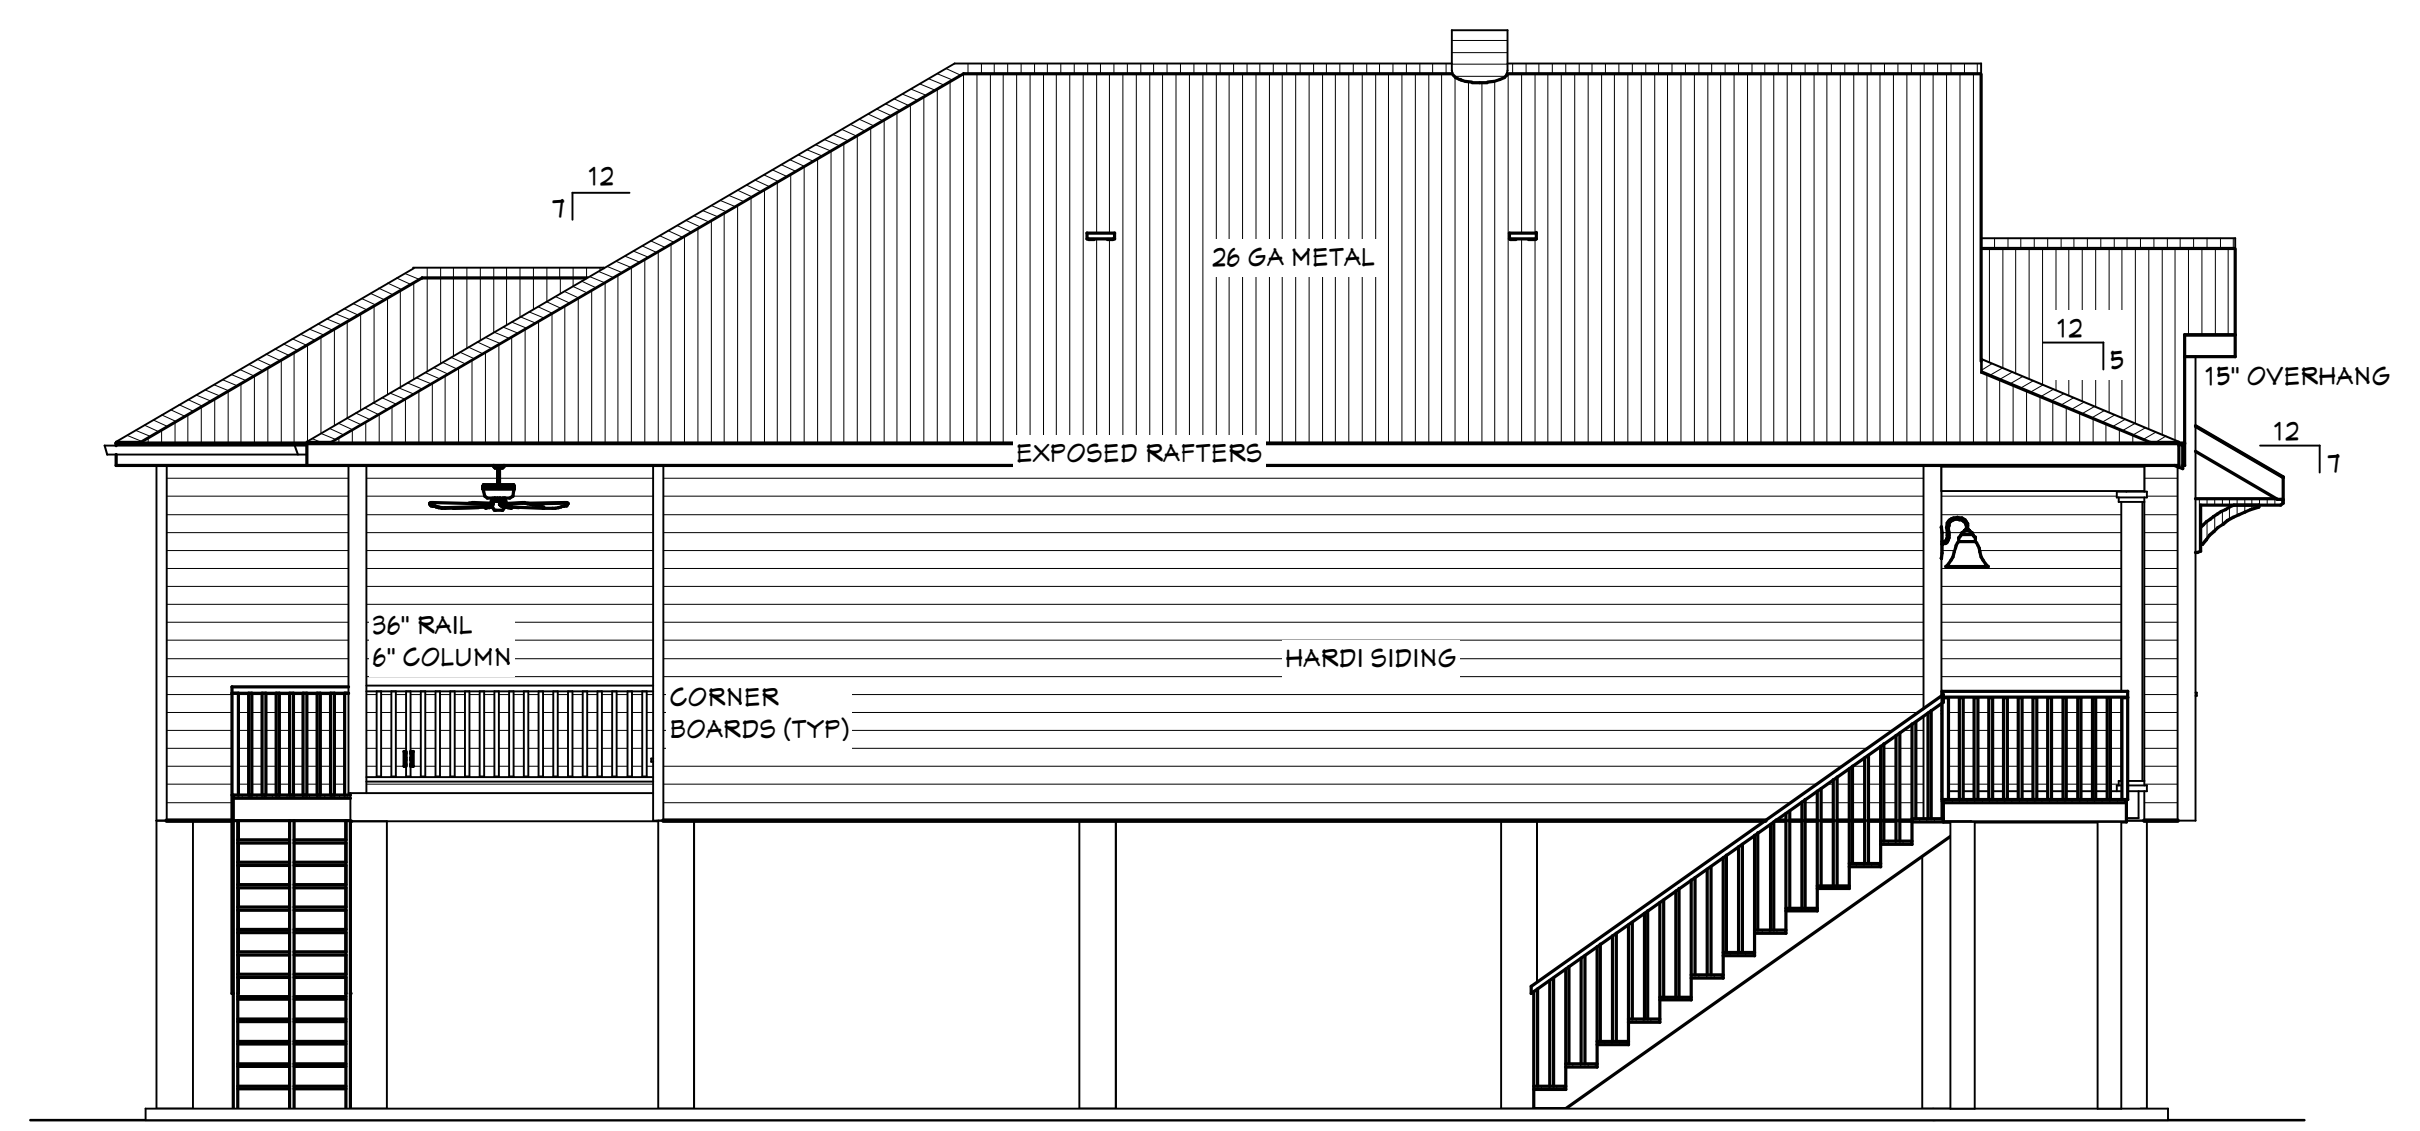 12
7
26 GA METAL
12
5
15" OVERHANG
12
7
EXPOSED RAFTERS
36" RAIL
6" COLUMN
HARDI SIDING
CORNER
BOARDS (TYP)